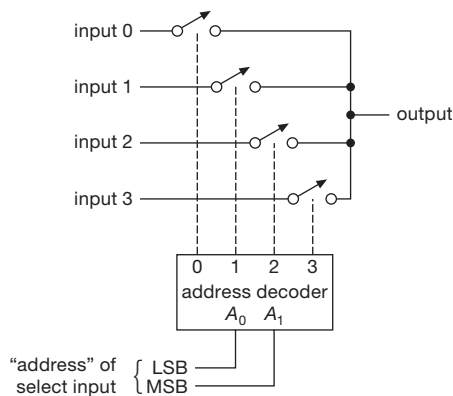 input 0
input 1
output
input 2
input 3
0 1 2 3
address decoder
A₀ A₁
“address” of { LSB
select input MSB